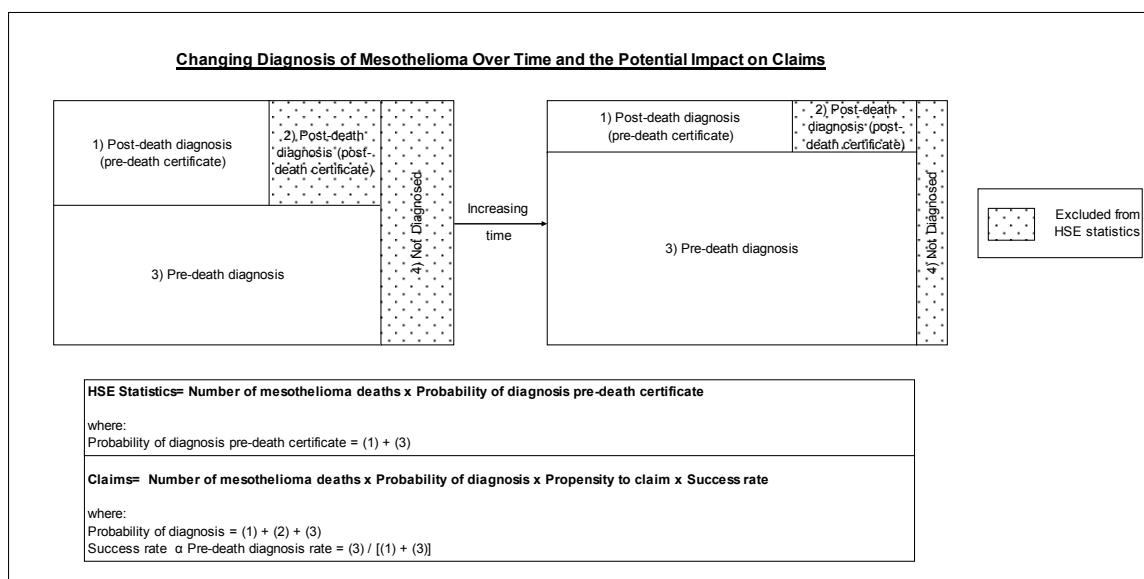 Changing Diagnosis of Mesothelioma Over Time and the Potential Impact on Claims
1) Post-death diagnosis
(pre-death certificate)
2) Post-death
diagnosis (post-
death certificate)
3) Pre-death diagnosis
4) Not Diagnosed
Increasing
time
1) Post-death diagnosis
(pre-death certificate)
2) Post-death
diagnosis (post-
death certificate)
3) Pre-death diagnosis
4) Not Diagnosed
Excluded from
HSE statistics
HSE Statistics= Number of mesothelioma deaths x Probability of diagnosis pre-death certificate
where:
Probability of diagnosis pre-death certificate = (1) + (3)
Claims= Number of mesothelioma deaths x Probability of diagnosis x Propensity to claim x Success rate
where:
Probability of diagnosis = (1) + (2) + (3)
Success rate α Pre-death diagnosis rate = (3) / [(1) + (3)]